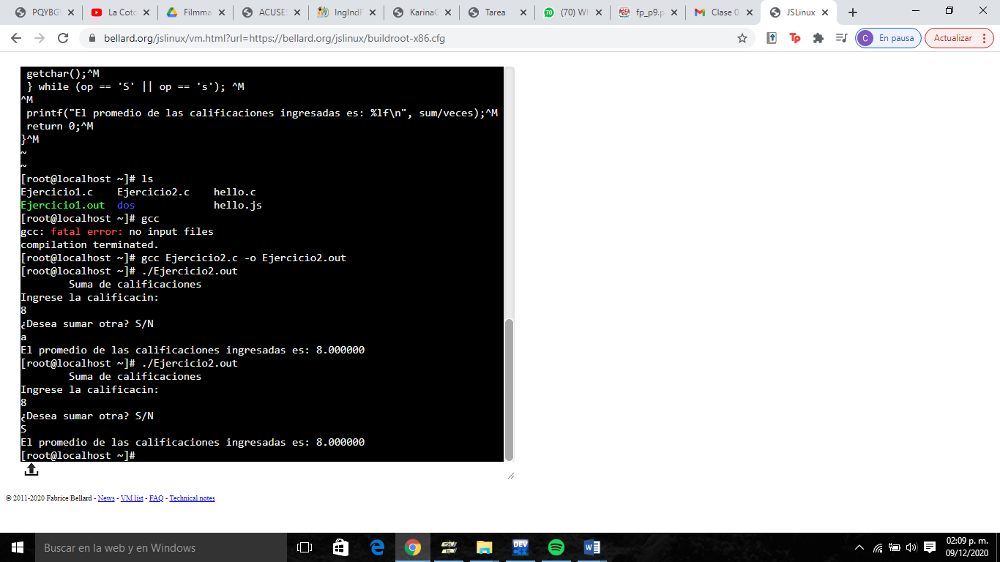 PQYBG
La Coto
Filmma
ACUSE
IngIndF
KarinaG
Tarea
70
(70) Wh
fp_p9.p
Clase 0
JSLinux
bellard.org/jslinux/vm.html?url=https://bellard.org/jslinux/buildroot-x86.cfg
Tp
C En pausa
Actualizar
getchar();^M
} while (op == 'S' || op == 's'); ^M
^M
printf("El promedio de las calificaciones ingresadas es: %lf\n", sum/veces);^M
return 0;^M
}^M
~
~
[root@localhost ~]# ls
Ejercicio1.c Ejercicio2.c hello.c
Ejercicio1.out dos hello.js
[root@localhost ~]# gcc
gcc: fatal error: no input files
compilation terminated.
[root@localhost ~]# gcc Ejercicio2.c -o Ejercicio2.out
[root@localhost ~]# ./Ejercicio2.out
Suma de calificaciones
Ingrese la calificacin:
8
¿Desea sumar otra? S/N
a
El promedio de las calificaciones ingresadas es: 8.000000
[root@localhost ~]# ./Ejercicio2.out
Suma de calificaciones
Ingrese la calificacin:
8
¿Desea sumar otra? S/N
S
El promedio de las calificaciones ingresadas es: 8.000000
[root@localhost ~]#
© 2011-2020 Fabrice Bellard - News - VM list - FAQ - Technical notes
Buscar en la web y en Windows
DEV
02:09 p. m.
09/12/2020